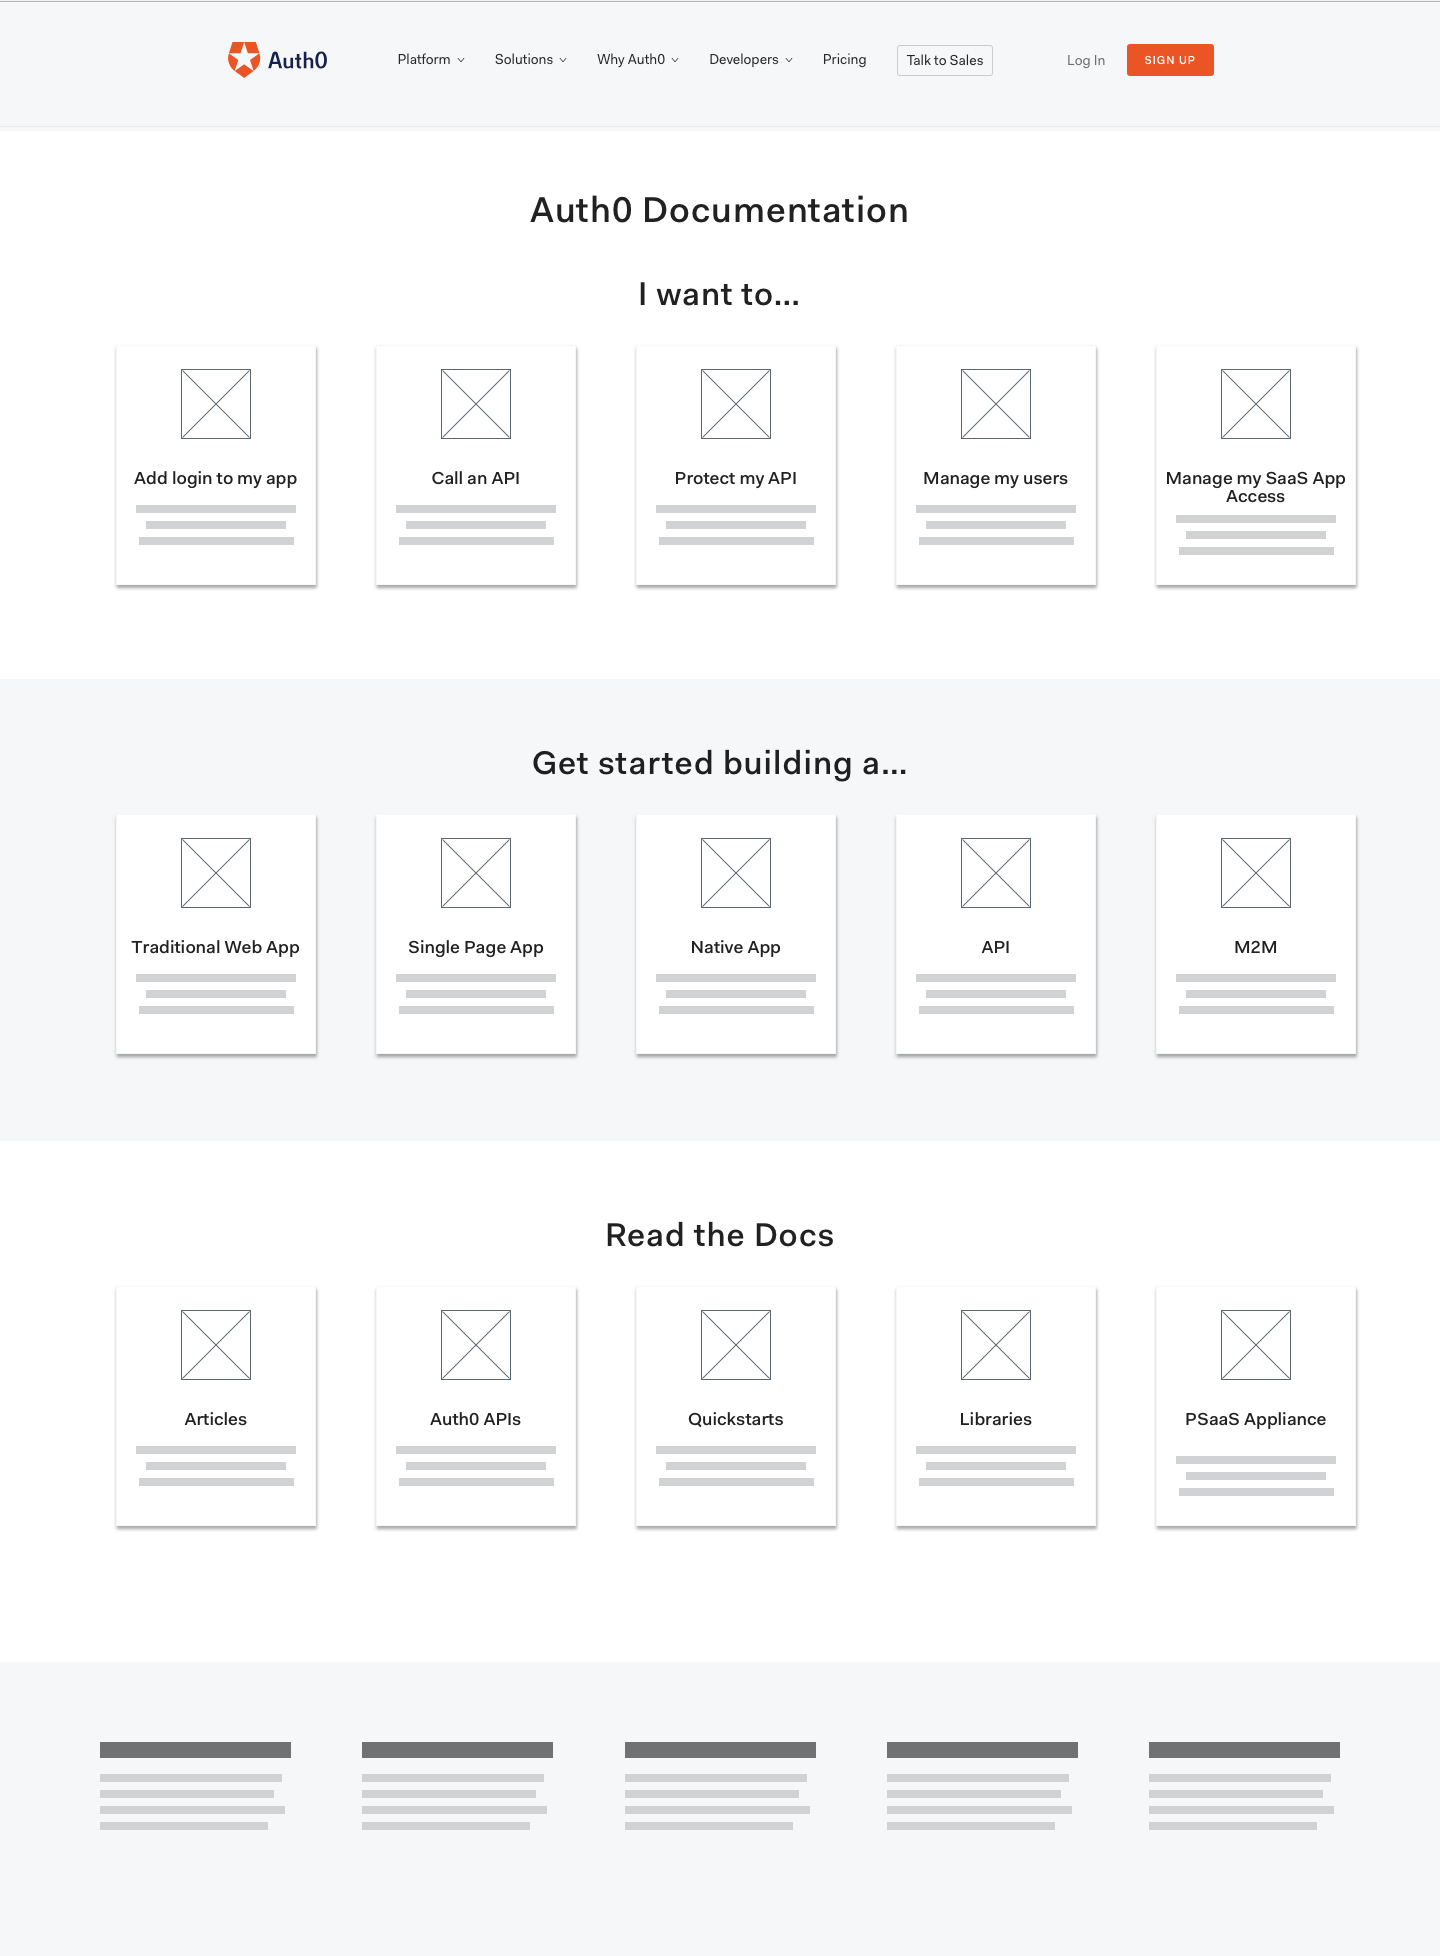 Auth0
Platform
Solutions
Why Auth0
Developers
Pricing
Talk to Sales
Log In
SIGN UP
Auth0 Documentation
I want to...
Add login to my app
Call an API
Protect my API
Manage my users
Manage my SaaS App
Access
Get started building a...
Traditional Web App
Single Page App
Native App
API
M2M
Read the Docs
Articles
Auth0 APIs
Quickstarts
Libraries
PSaaS Appliance